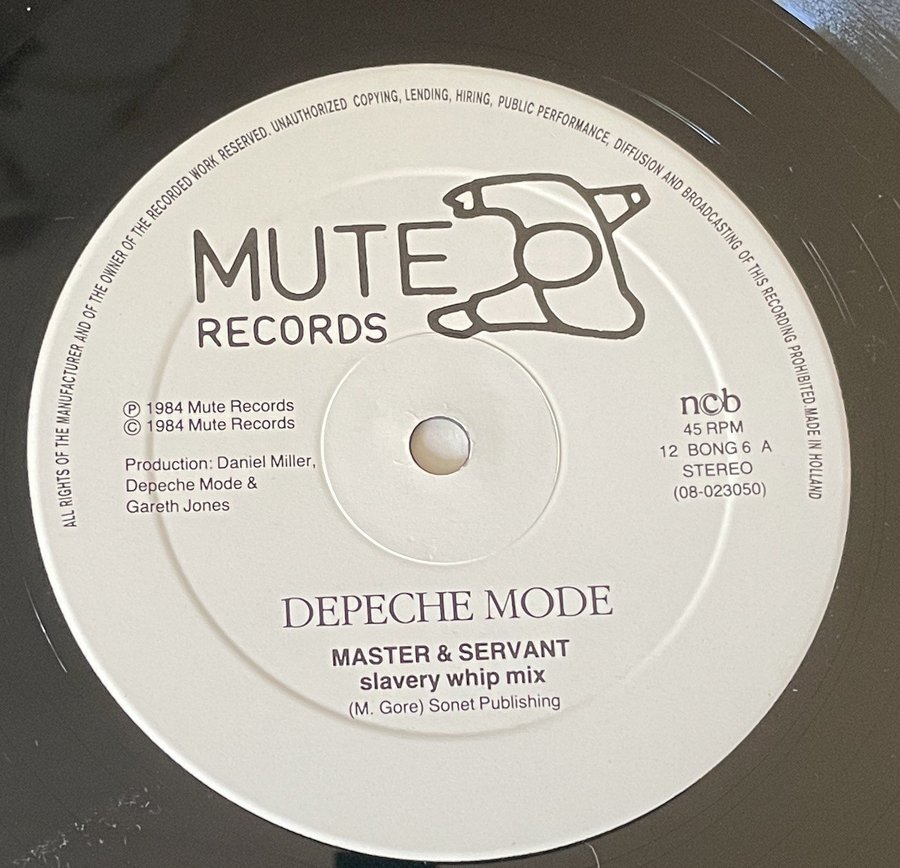 ALL RIGHTS OF THE MANUFACTURER AND OF THE OWNER OF THE RECORDED WORK RESERVED. UNAUTHORIZED COPYING, LENDING, HIRING, PUBLIC PERFORMANCE, DIFFUSION AND BROADCASTING OF THIS RECORDING PROHIBITED. MADE IN HOLLAND
MUTE
RECORDS
℗ 1984 Mute Records
© 1984 Mute Records
Production: Daniel Miller,
Depeche Mode &
Gareth Jones
ncb
45 RPM
12 BONG 6 A
STEREO
(08-023050)
DEPECHE MODE
MASTER & SERVANT
slavery whip mix
(M. Gore) Sonet Publishing